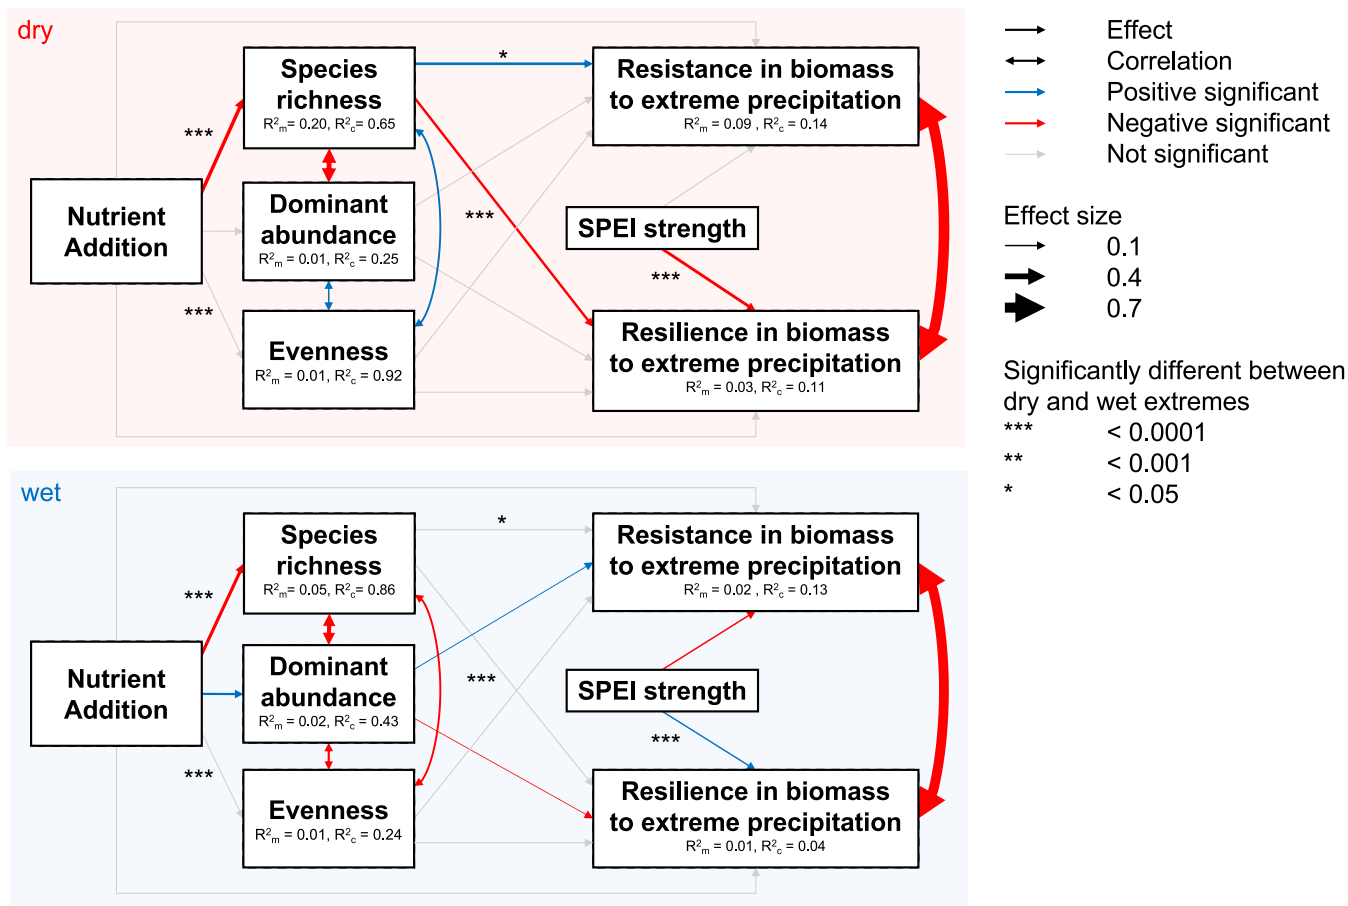 dry
Species
richness
R²m= 0.20, R²c= 0.65
Nutrient
Addition
Dominant
abundance
R²m = 0.01, R²c = 0.25
Evenness
R²m = 0.01, R²c = 0.92
Resistance in biomass
to extreme precipitation
R²m = 0.09 , R²c = 0.14
SPEI strength
Resilience in biomass
to extreme precipitation
R²m = 0.03, R²c = 0.11
***
***
*
***
***
wet
Species
richness
R²m= 0.05, R²c = 0.86
Nutrient
Addition
Dominant
abundance
R²m = 0.02, R²c = 0.43
Evenness
R²m = 0.01, R²c = 0.24
Resistance in biomass
to extreme precipitation
R²m = 0.02 , R²c = 0.13
SPEI strength
Resilience in biomass
to extreme precipitation
R²m = 0.01, R²c = 0.04
***
***
*
***
***
Effect
Correlation
Positive significant
Negative significant
Not significant
Effect size
0.1
0.4
0.7
Significantly different between
dry and wet extremes
*** < 0.0001
** < 0.001
* < 0.05